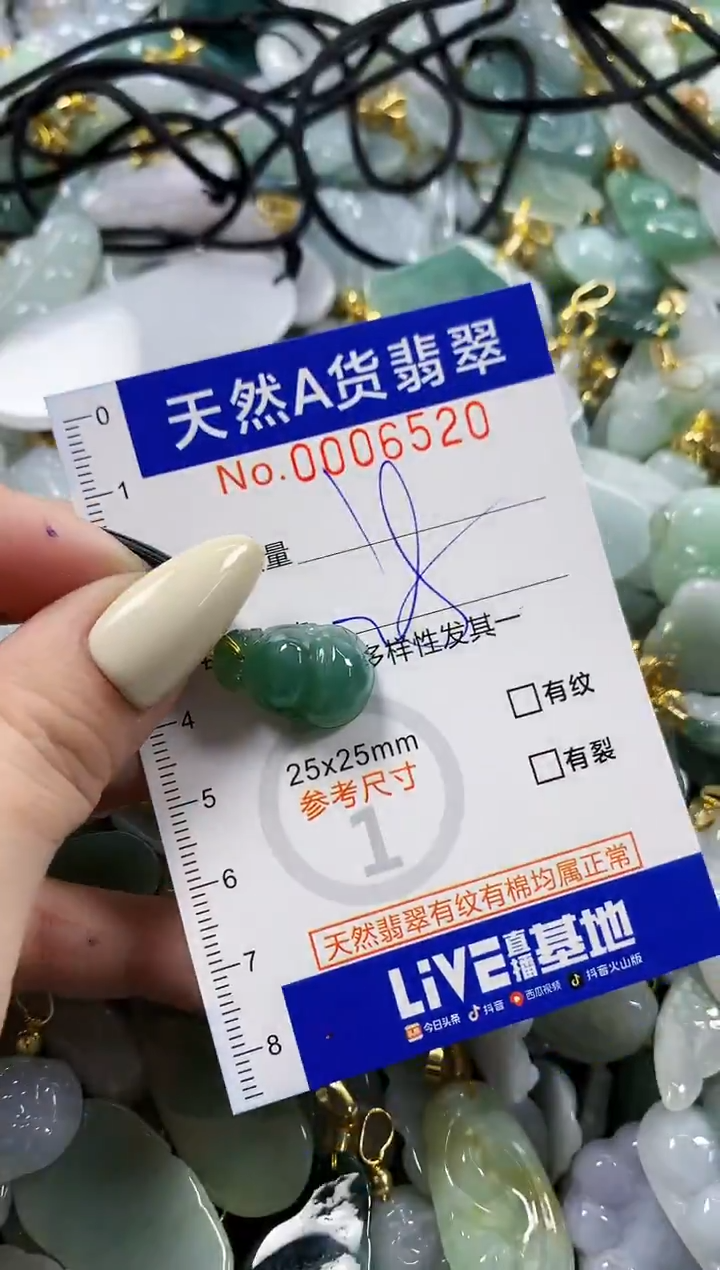 天然A货翡翠
No.0006520
0
1
量
多样性发其一
4
□有纹
25x25mm
参考尺寸
1
□有裂
5
6
天然翡翠有纹有棉均属正常
7
LiVE直播基地
今日头条 抖音 西瓜视频 抖音火山版
8